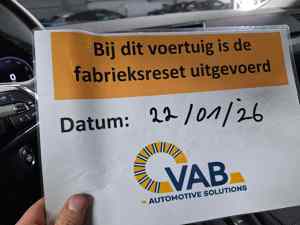 Bij dit voertuig is de
fabrieksreset uitgevoerd
Datum: 22/01/26
VAB
AUTOMOTIVE SOLUTIONS